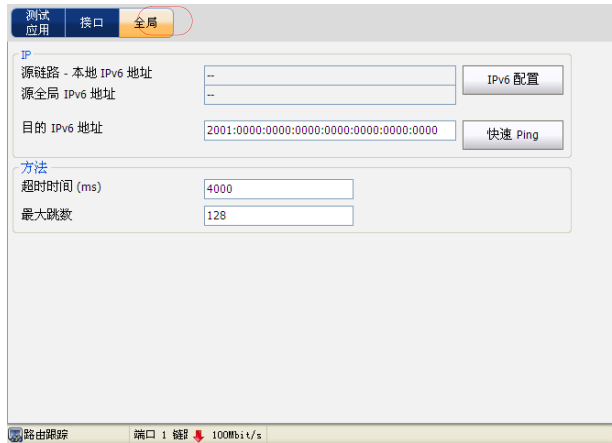 测试
应用
接口
全局
IP
源链路 - 本地 IPv6 地址
--
IPv6 配置
源全局 IPv6 地址
--
目的 IPv6 地址
2001:0000:0000:0000:0000:0000:0000:0000
快速 Ping
方法
超时时间 (ms)
4000
最大跳数
128
路由跟踪
端口 1 链路
100Mbit/s